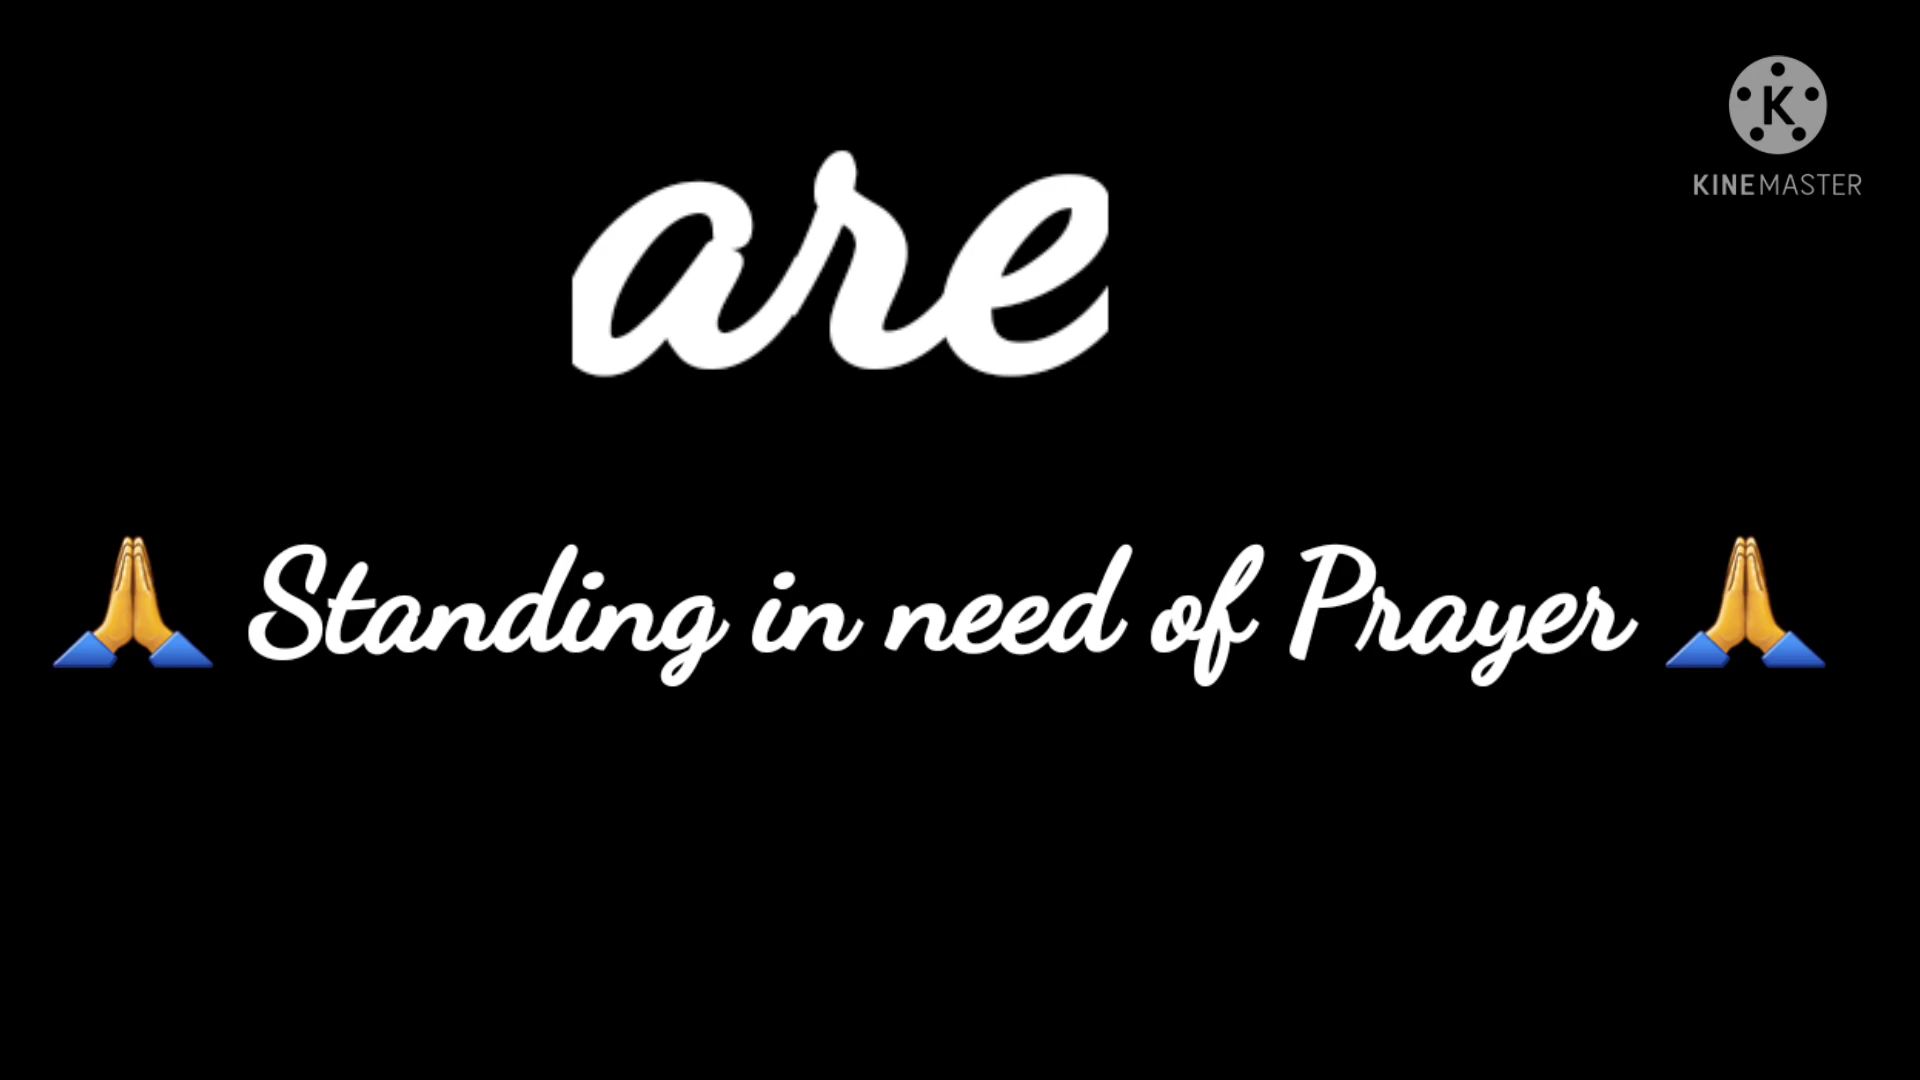 K
KINEMASTER
are
🙏 Standing in need of Prayer 🙏